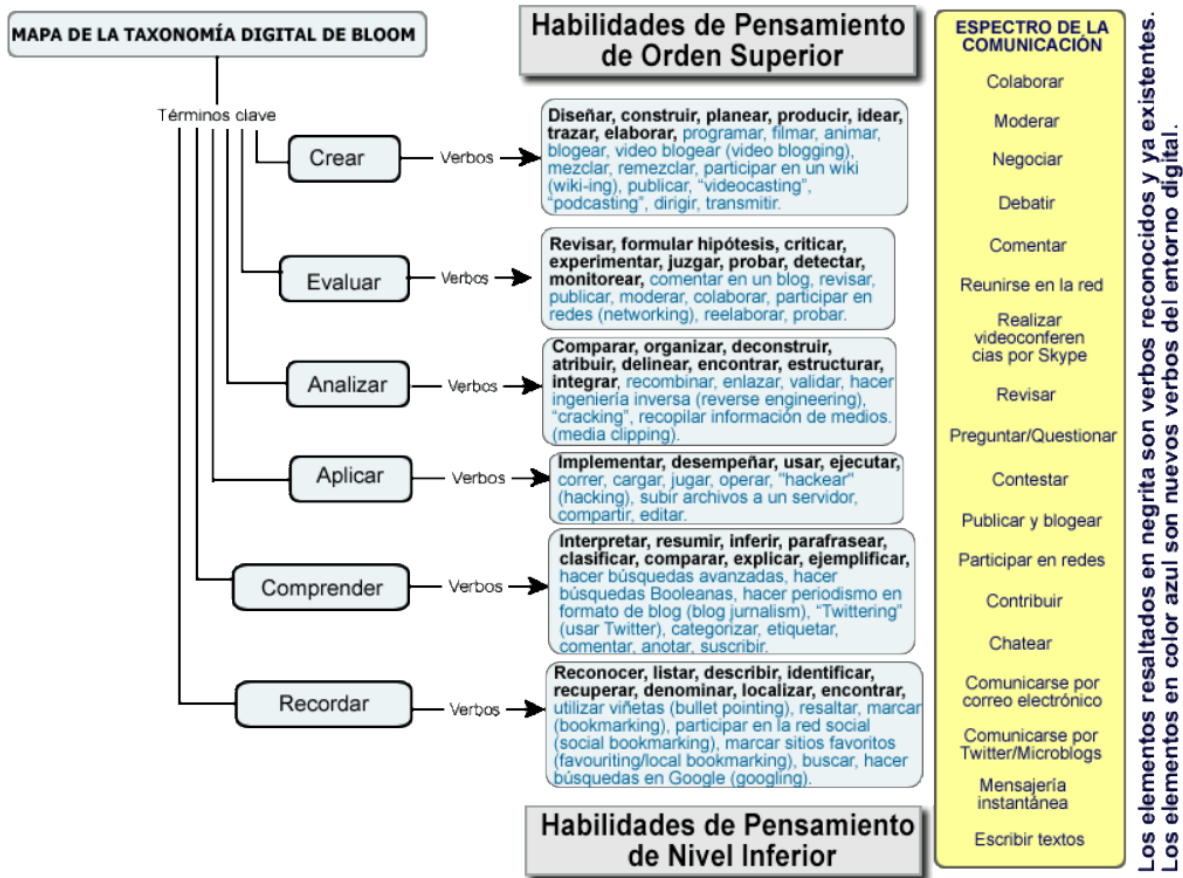 MAPA DE LA TAXONOMÍA DIGITAL DE BLOOM
Términos clave
Habilidades de Pensamiento
de Orden Superior
Crear
Verbos
Diseñar, construir, planear, producir, idear,
trazar, elaborar, programar, filmar, animar,
blogear, video blogear (video blogging),
mezclar, remezclar, participar en un wiki
(wiki-ing), publicar, “videocasting”,
“podcasting”, dirigir, transmitir.
Evaluar
Verbos
Revisar, formular hipótesis, criticar,
experimentar, juzgar, probar, detectar,
monitorear, comentar en un blog, revisar,
publicar, moderar, colaborar, participar en
redes (networking), reelaborar, probar.
Analizar
Verbos
Comparar, organizar, deconstruir,
atribuir, delinear, encontrar, estructurar,
integrar, recombinar, enlazar, validar, hacer
ingeniería inversa (reverse engineering),
“cracking”, recopilar información de medios.
(media clipping).
Aplicar
Verbos
Implementar, desempeñar, usar, ejecutar,
correr, cargar, jugar, operar, "hackear"
(hacking), subir archivos a un servidor,
compartir, editar.
Comprender
Verbos
Interpretar, resumir, inferir, parafrasear,
clasificar, comparar, explicar, ejemplificar,
hacer búsquedas avanzadas, hacer
búsquedas Booleanas, hacer periodismo en
formato de blog (blog jurnalism), “Twittering”
(usar Twitter), categorizar, etiquetar,
comentar, anotar, suscribir.
Recordar
Verbos
Reconocer, listar, describir, identificar,
recuperar, denominar, localizar, encontrar,
utilizar viñetas (bullet pointing), resaltar, marcar
(bookmarking), participar en la red social
(social bookmarking), marcar sitios favoritos
(favouriting/local bookmarking), buscar, hacer
búsquedas en Google (googling).
Habilidades de Pensamiento
de Nivel Inferior
ESPECTRO DE LA
COMUNICACIÓN
Colaborar
Moderar
Negociar
Debatir
Comentar
Reunirse en la red
Realizar
videoconferen
cias por Skype
Revisar
Preguntar/Questionar
Contestar
Publicar y blogear
Participar en redes
Contribuir
Chatear
Comunicarse por
correo electrónico
Comunicarse por
Twitter/Microblogs
Mensajería
instantánea
Escribir textos
Los elementos resaltados en negrita son verbos reconocidos y ya existentes.
Los elementos en color azul son nuevos verbos del entorno digital.